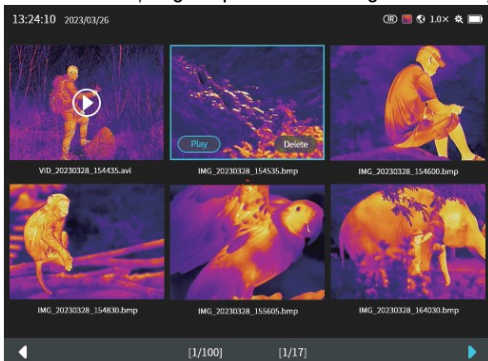 13:24:10 2023/03/26 IR 1.0×
Play Delete
VID_20230328_154435.avi IMG_20230328_154535.bmp IMG_20230328_154600.bmp
IMG_20230328_154830.bmp IMG_20230328_155605.bmp IMG_20230328_164030.bmp
[1/100] [1/17]